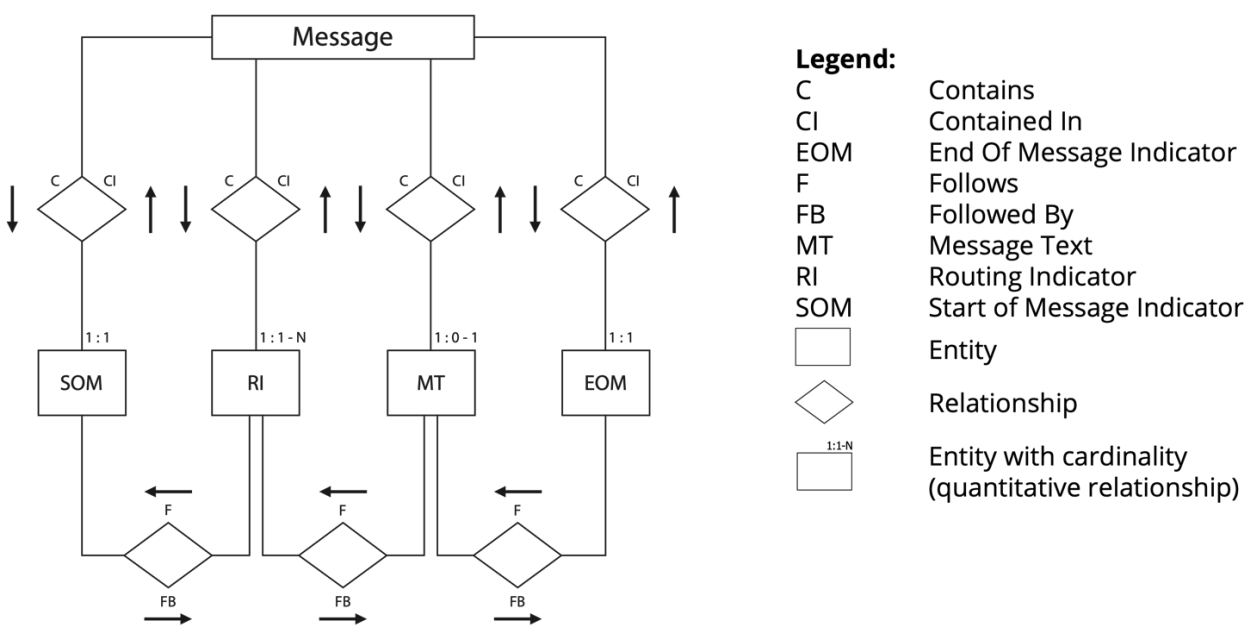 Message
C CI C CI C CI C CI
1 : 1 1 : 1 - N 1 : 0 - 1 1 : 1
SOM RI MT EOM
F F F
FB FB FB
Legend:
C Contains
CI Contained In
EOM End Of Message Indicator
F Follows
FB Followed By
MT Message Text
RI Routing Indicator
SOM Start of Message Indicator
Entity
Relationship
1:1-N Entity with cardinality
(quantitative relationship)